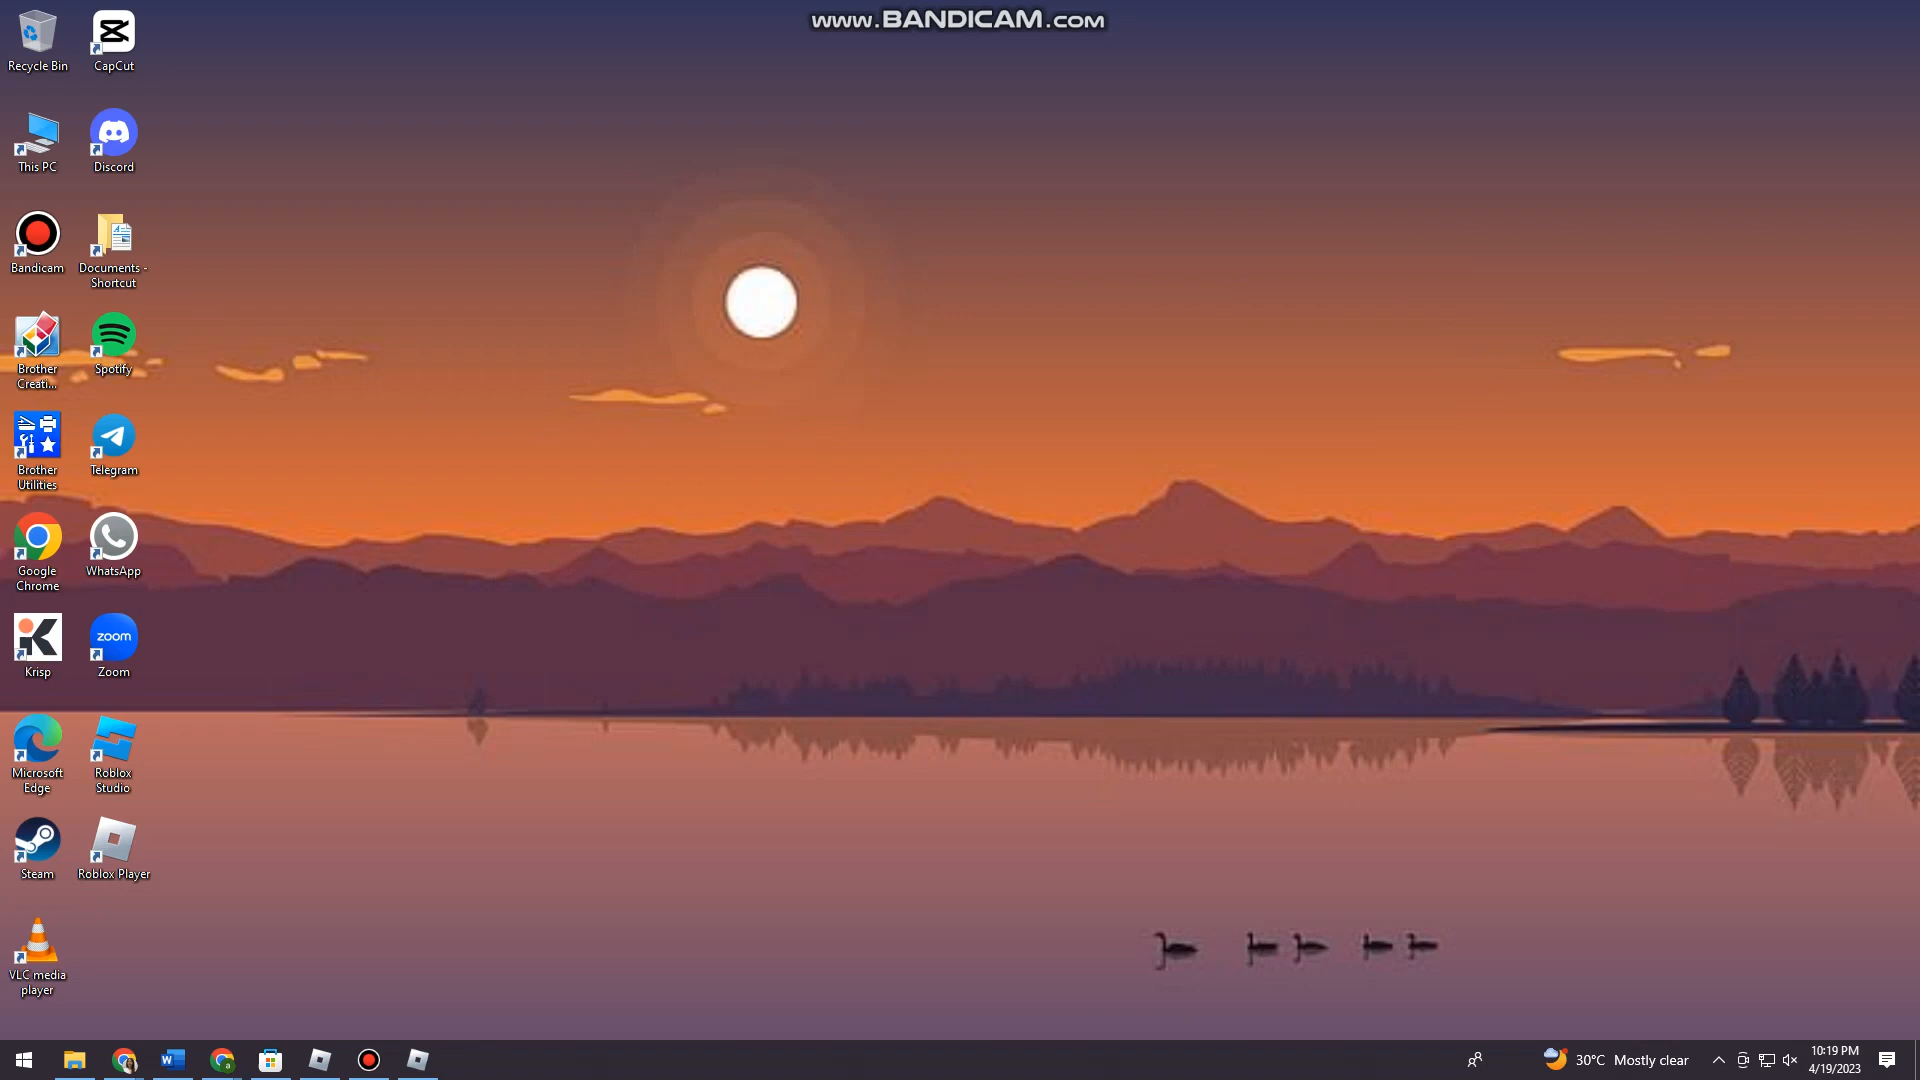 www.BANDICAM.com
Recycle Bin
CapCut
This PC
Discord
Bandicam
Documents -
Shortcut
Brother
Creati...
Spotify
Brother
Utilities
Telegram
Google
Chrome
WhatsApp
Krisp
zoom
Zoom
Microsoft
Edge
Roblox
Studio
Steam
Roblox Player
VLC media
player
W
a
30°C Mostly clear
10:19 PM
4/19/2023